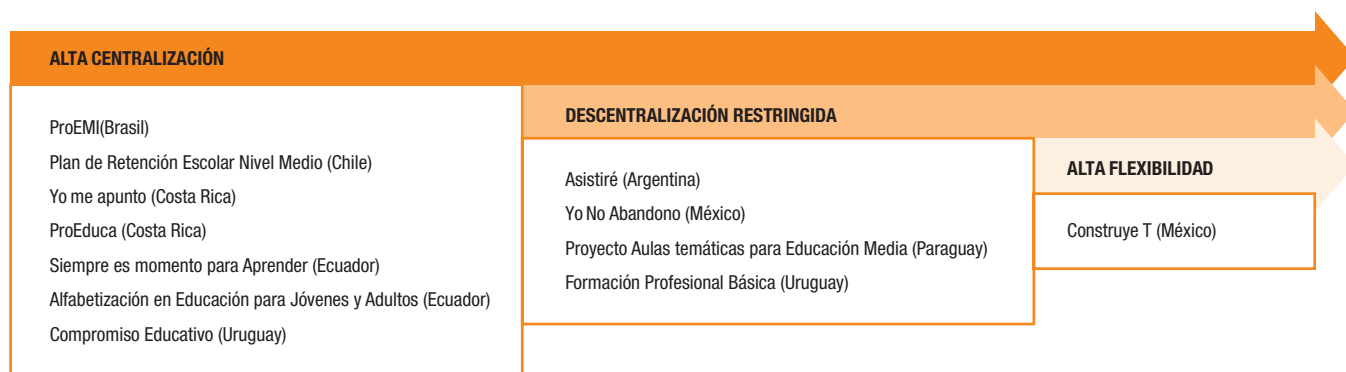 ALTA CENTRALIZACIÓN
ProEMI(Brasil)
Plan de Retención Escolar Nivel Medio (Chile)
Yo me apunto (Costa Rica)
ProEduca (Costa Rica)
Siempre es momento para Aprender (Ecuador)
Alfabetización en Educación para Jóvenes y Adultos (Ecuador)
Compromiso Educativo (Uruguay)
DESCENTRALIZACIÓN RESTRINGIDA
Asistiré (Argentina)
Yo No Abandono (México)
Proyecto Aulas temáticas para Educación Media (Paraguay)
Formación Profesional Básica (Uruguay)
ALTA FLEXIBILIDAD
Construye T (México)